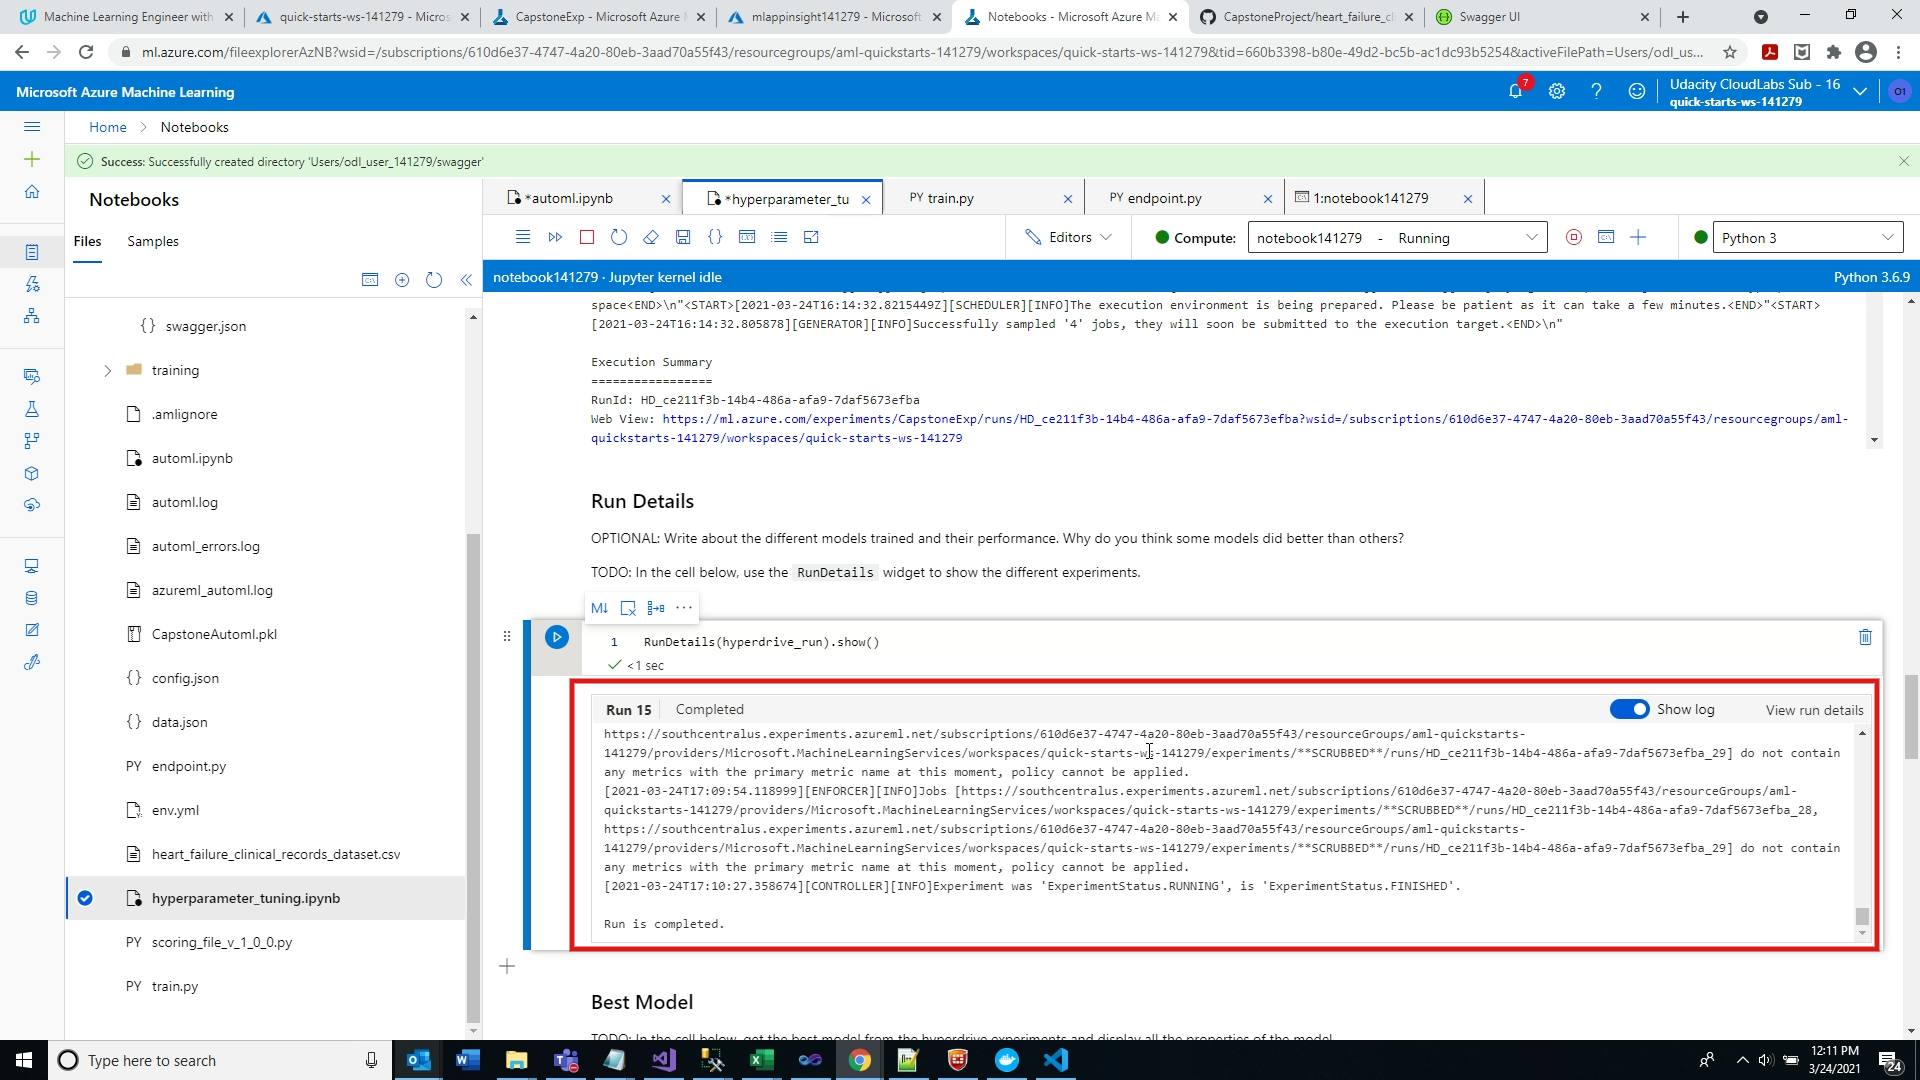 Machine Learning Engineer with
quick-starts-ws-141279 - Micros
CapstoneExp - Microsoft Azure
mlappinsight141279 - Microsoft
Notebooks - Microsoft Azure Ma
CapstoneProject/heart_failure_cl
Swagger UI
ml.azure.com/fileexplorerAzNB?wsid=/subscriptions/610d6e37-4747-4a20-80eb-3aad70a55f43/resourcegroups/aml-quickstarts-141279/workspaces/quick-starts-ws-141279&tid=660b3398-b80e-49d2-bc5b-ac1dc93b5254&activeFilePath=Users/odl_us...
Microsoft Azure Machine Learning
7
Udacity CloudLabs Sub - 16
quick-starts-ws-141279
O1
Home > Notebooks
Success: Successfully created directory 'Users/odl_user_141279/swagger'
Notebooks
Files
Samples
*automl.ipynb
*hyperparameter_tu
PY train.py
PY endpoint.py
1:notebook141279
Editors
Compute:
notebook141279 - Running
Python 3
notebook141279 · Jupyter kernel idle
Python 3.6.9
{} swagger.json
training
.amlignore
automl.ipynb
automl.log
automl_errors.log
azureml_automl.log
CapstoneAutoml.pkl
{} config.json
{} data.json
PY endpoint.py
env.yml
heart_failure_clinical_records_dataset.csv
hyperparameter_tuning.ipynb
PY scoring_file_v_1_0_0.py
PY train.py
space<END>\n"<START>[2021-03-24T16:14:32.8215449Z][SCHEDULER][INFO]The execution environment is being prepared. Please be patient as it can take a few minutes.<END>"<START>
[2021-03-24T16:14:32.805878][GENERATOR][INFO]Successfully sampled '4' jobs, they will soon be submitted to the execution target.<END>\n"
Execution Summary
=================
RunId: HD_ce211f3b-14b4-486a-afa9-7daf5673efba
Web View: https://ml.azure.com/experiments/CapstoneExp/runs/HD_ce211f3b-14b4-486a-afa9-7daf5673efba?wsid=/subscriptions/610d6e37-4747-4a20-80eb-3aad70a55f43/resourcegroups/aml-
quickstarts-141279/workspaces/quick-starts-ws-141279
Run Details
OPTIONAL: Write about the different models trained and their performance. Why do you think some models did better than others?
TODO: In the cell below, use the RunDetails widget to show the different experiments.
M↓
1 RunDetails(hyperdrive_run).show()
<1 sec
Run 15
Completed
Show log
View run details
https://southcentralus.experiments.azureml.net/subscriptions/610d6e37-4747-4a20-80eb-3aad70a55f43/resourceGroups/aml-quickstarts-
141279/providers/Microsoft.MachineLearningServices/workspaces/quick-starts-ws-141279/experiments/**SCRUBBED**/runs/HD_ce211f3b-14b4-486a-afa9-7daf5673efba_29] do not contain
any metrics with the primary metric name at this moment, policy cannot be applied.
[2021-03-24T17:09:54.118999][ENFORCER][INFO]Jobs [https://southcentralus.experiments.azureml.net/subscriptions/610d6e37-4747-4a20-80eb-3aad70a55f43/resourceGroups/aml-
quickstarts-141279/providers/Microsoft.MachineLearningServices/workspaces/quick-starts-ws-141279/experiments/**SCRUBBED**/runs/HD_ce211f3b-14b4-486a-afa9-7daf5673efba_28,
https://southcentralus.experiments.azureml.net/subscriptions/610d6e37-4747-4a20-80eb-3aad70a55f43/resourceGroups/aml-quickstarts-
141279/providers/Microsoft.MachineLearningServices/workspaces/quick-starts-ws-141279/experiments/**SCRUBBED**/runs/HD_ce211f3b-14b4-486a-afa9-7daf5673efba_29] do not contain
any metrics with the primary metric name at this moment, policy cannot be applied.
[2021-03-24T17:10:27.358674][CONTROLLER][INFO]Experiment was 'ExperimentStatus.RUNNING', is 'ExperimentStatus.FINISHED'.
Run is completed.
Best Model
TODO: In the cell below, get the best model from the hyperdrive experiments and display all the properties of the model.
Type here to search
12:11 PM
3/24/2021
24